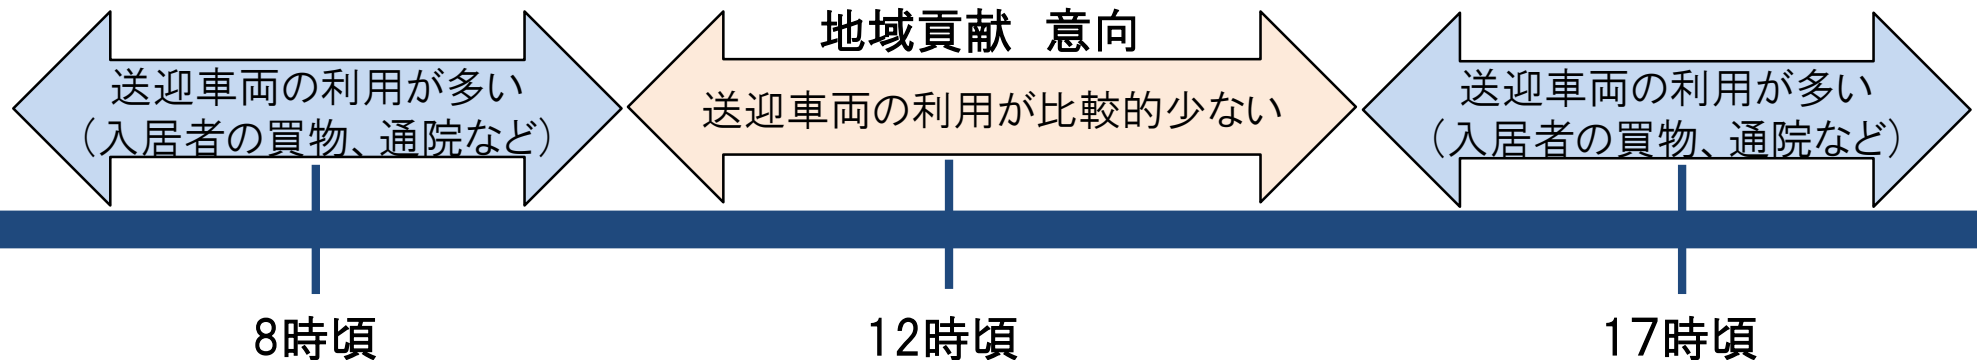 地域貢献　意向
送迎車両の利用が多い
（入居者の買物、通院など）
送迎車両の利用が比較的少ない
送迎車両の利用が多い
（入居者の買物、通院など）
8時頃
12時頃
17時頃